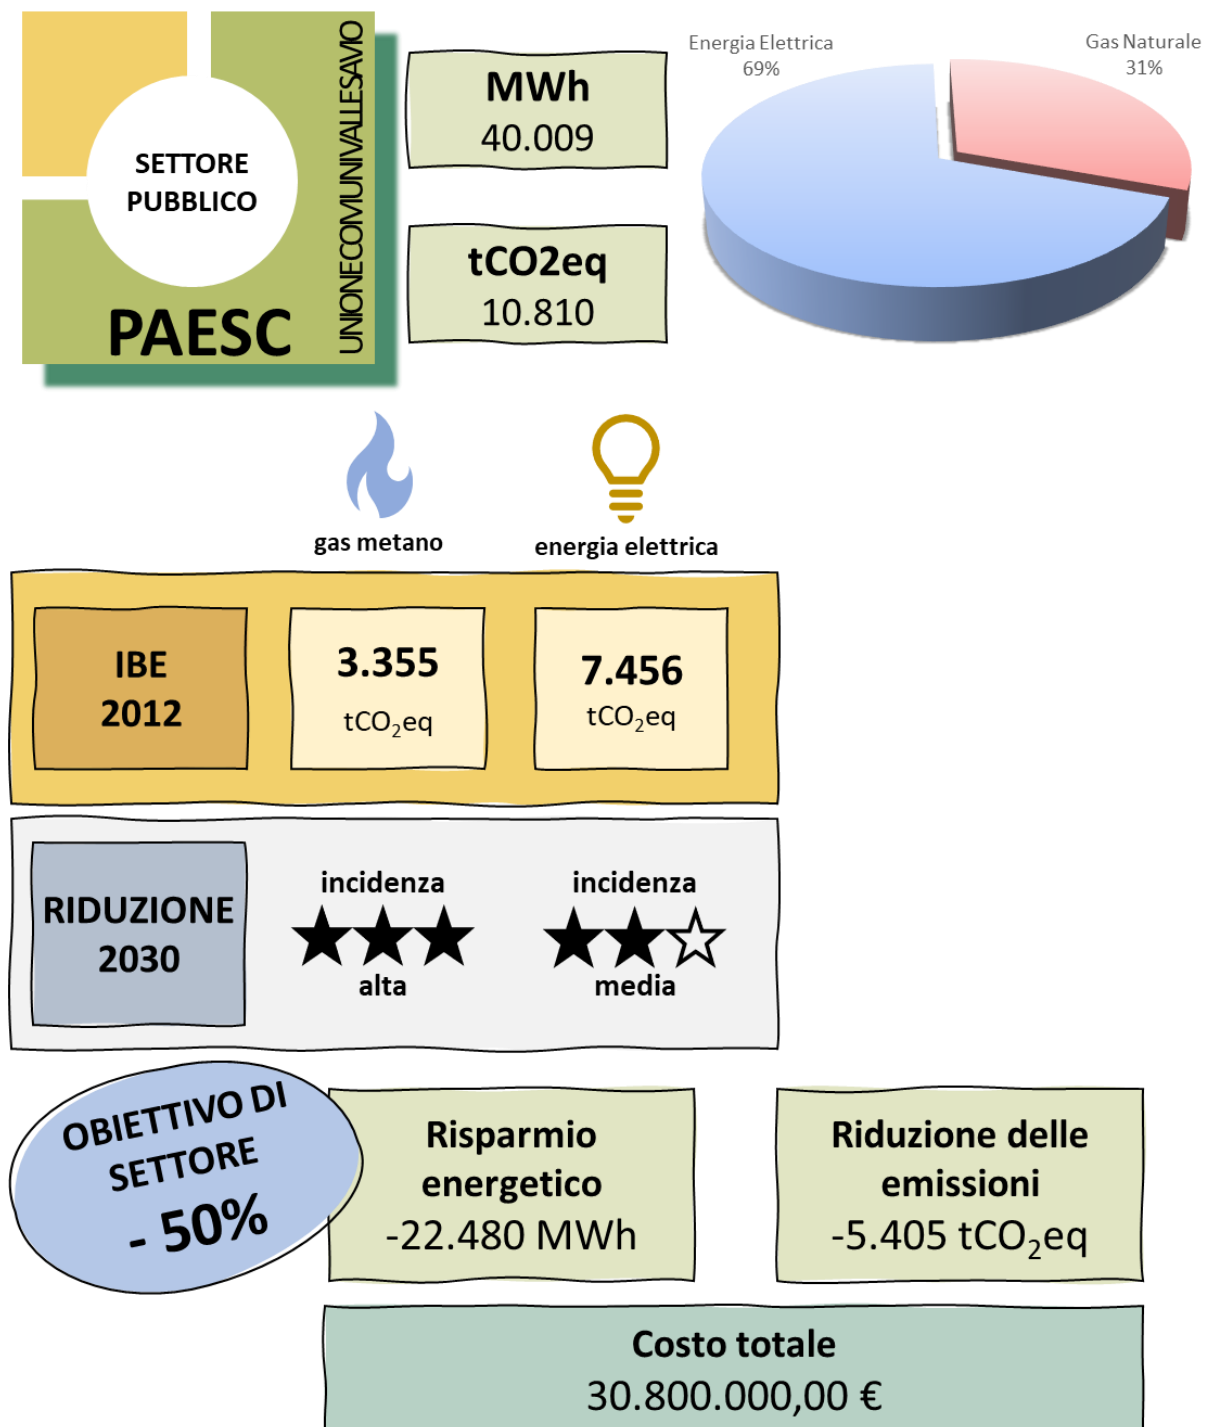 SETTORE
PUBBLICO
PAESC
UNIONECOMUNIVALLESAVIO
MWh
40.009
tCO2eq
10.810
Energia Elettrica
69%
Gas Naturale
31%
gas metano
energia elettrica
IBE
2012
3.355
tCO₂eq
7.456
tCO₂eq
RIDUZIONE
2030
incidenza
alta
incidenza
media
OBIETTIVO DI
SETTORE
- 50%
Risparmio
energetico
-22.480 MWh
Riduzione delle
emissioni
-5.405 tCO₂eq
Costo totale
30.800.000,00 €